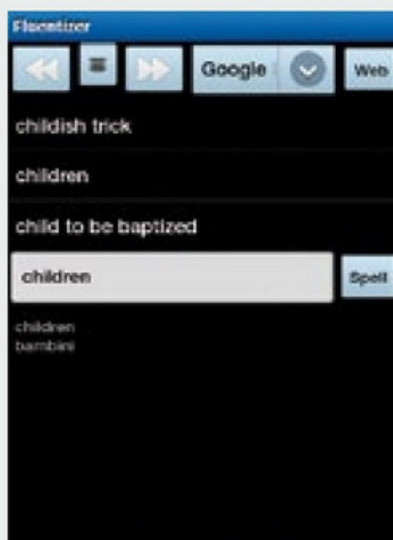 Fluentizer
Google Web
childish trick
children
child to be baptized
children Spell
children
bambini